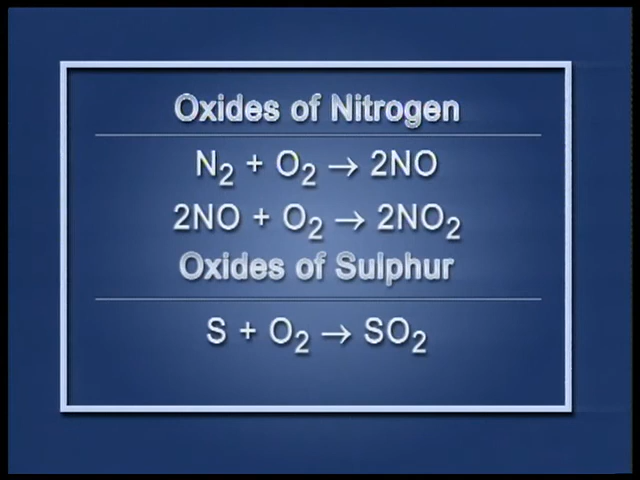 Oxides of Nitrogen
N₂ + O₂ → 2NO
2NO + O₂ → 2NO₂
Oxides of Sulphur
S + O₂ → SO₂